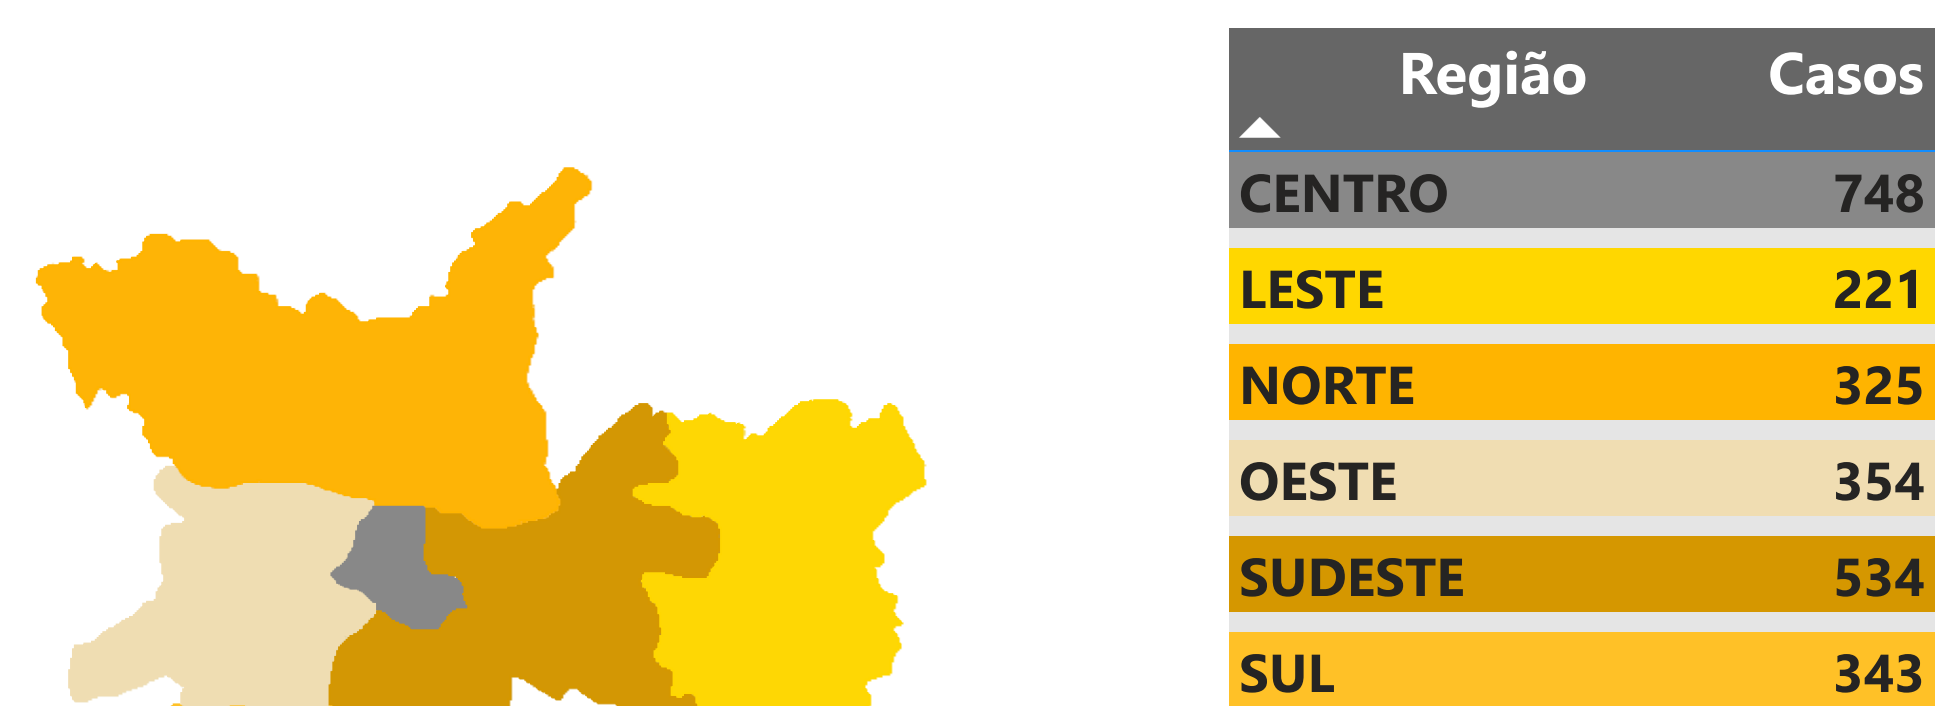 Região Casos
CENTRO 748
LESTE 221
NORTE 325
OESTE 354
SUDESTE 534
SUL 343